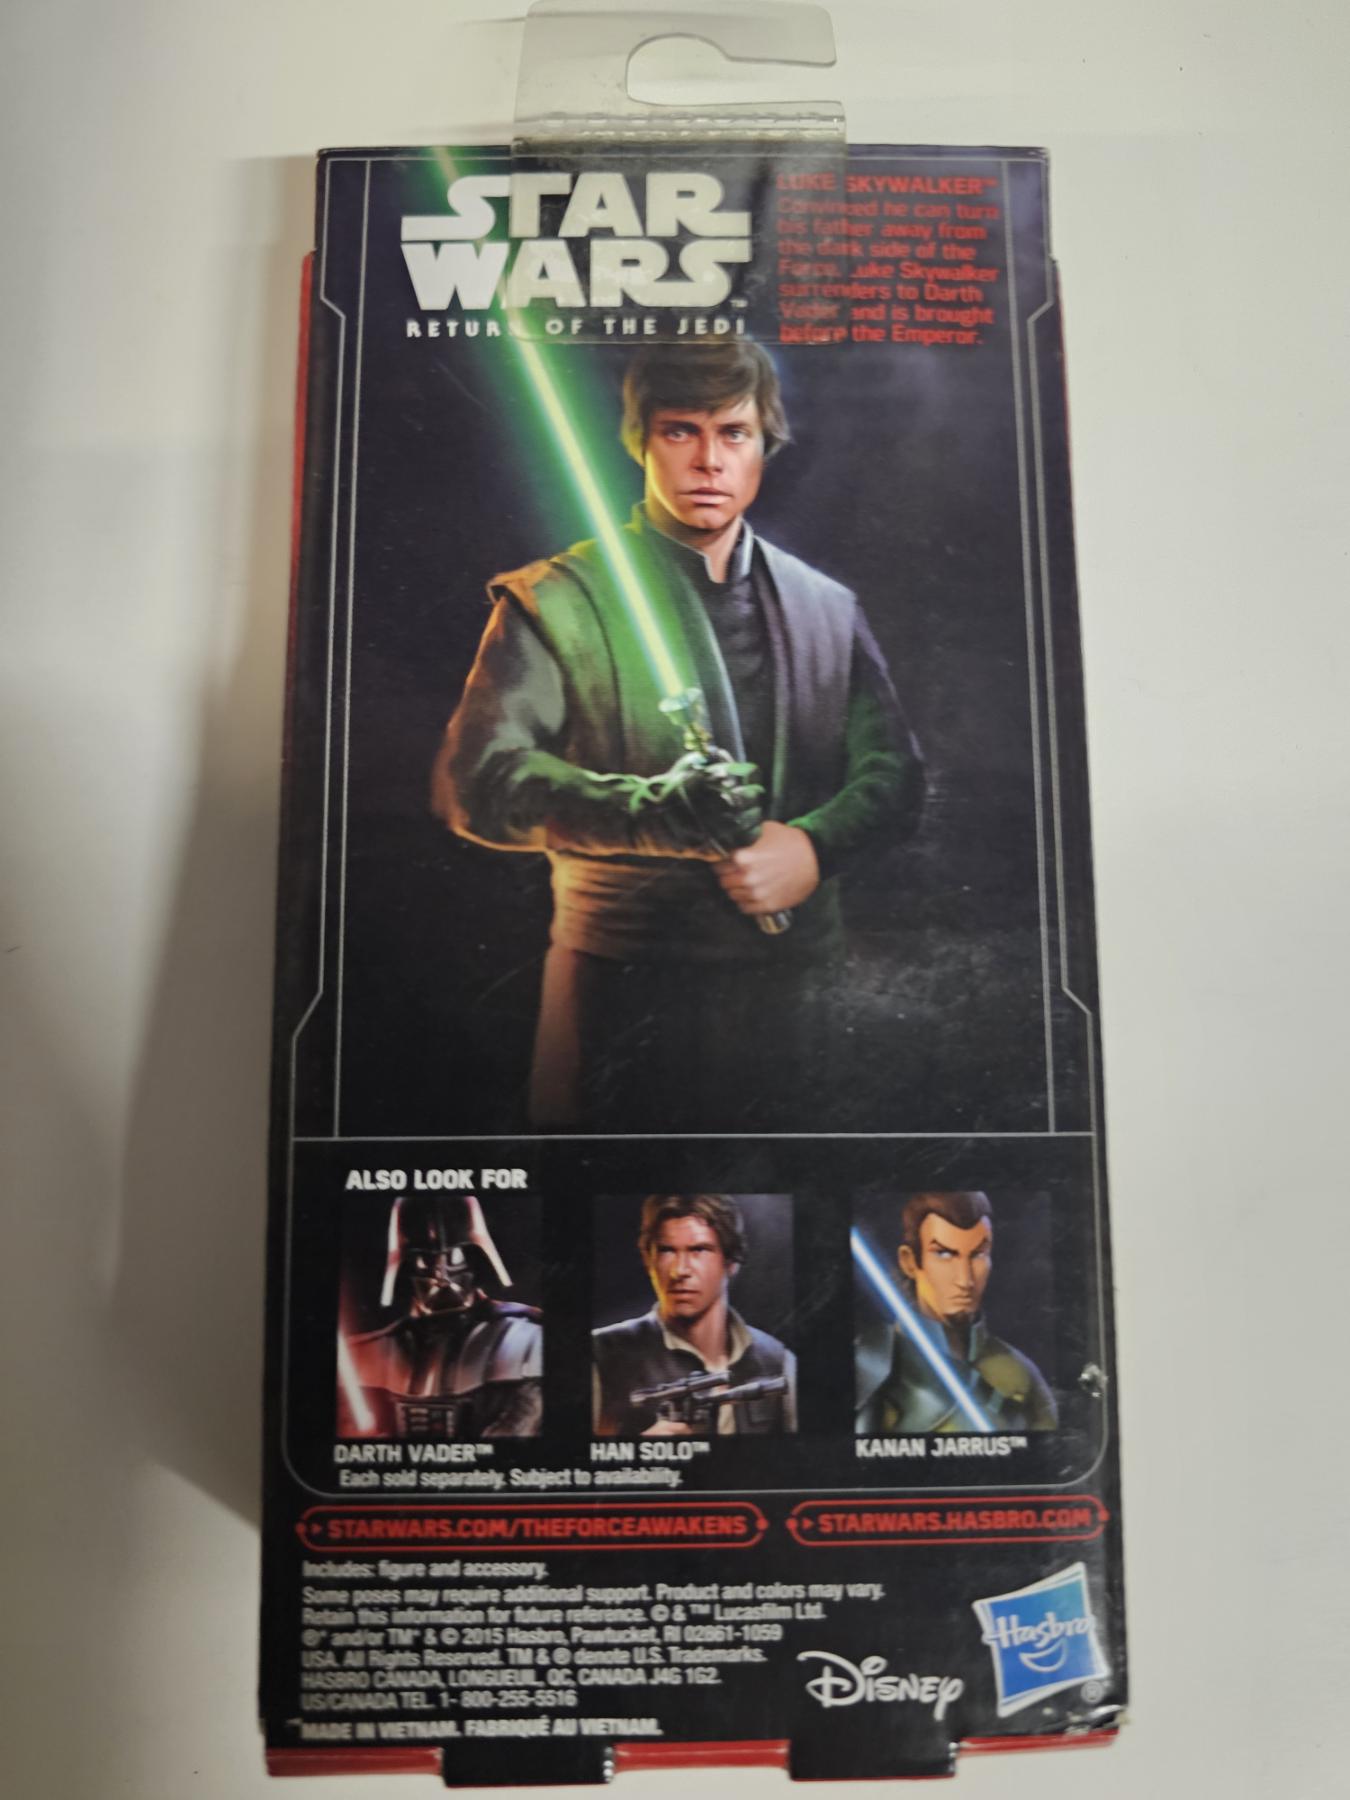 STAR
WARS™
RETURN OF THE JEDI
LUKE SKYWALKER™
Convinced he can turn
his father away from
the dark side of the
Force, Luke Skywalker
surrenders to Darth
Vader and is brought
before the Emperor.
ALSO LOOK FOR
DARTH VADER™
HAN SOLO™
KANAN JARRUS™
Each sold separately. Subject to availability.
STARWARS.COM/THEFORCEAWAKENS
STARWARS.HASBRO.COM
Includes: figure and accessory.
Some poses may require additional support. Product and colors may vary.
Retain this information for future reference. © & ™ Lucasfilm Ltd.
®* and/or TM* & © 2015 Hasbro, Pawtucket, RI 02861-1059
USA. All Rights Reserved. TM & ® denote U.S. Trademarks.
HASBRO CANADA, LONGUEUIL, QC, CANADA J4G 1G2.
US/CANADA TEL. 1-800-255-5516
MADE IN VIETNAM. FABRIQUÉ AU VIETNAM.
Disney
Hasbro
®